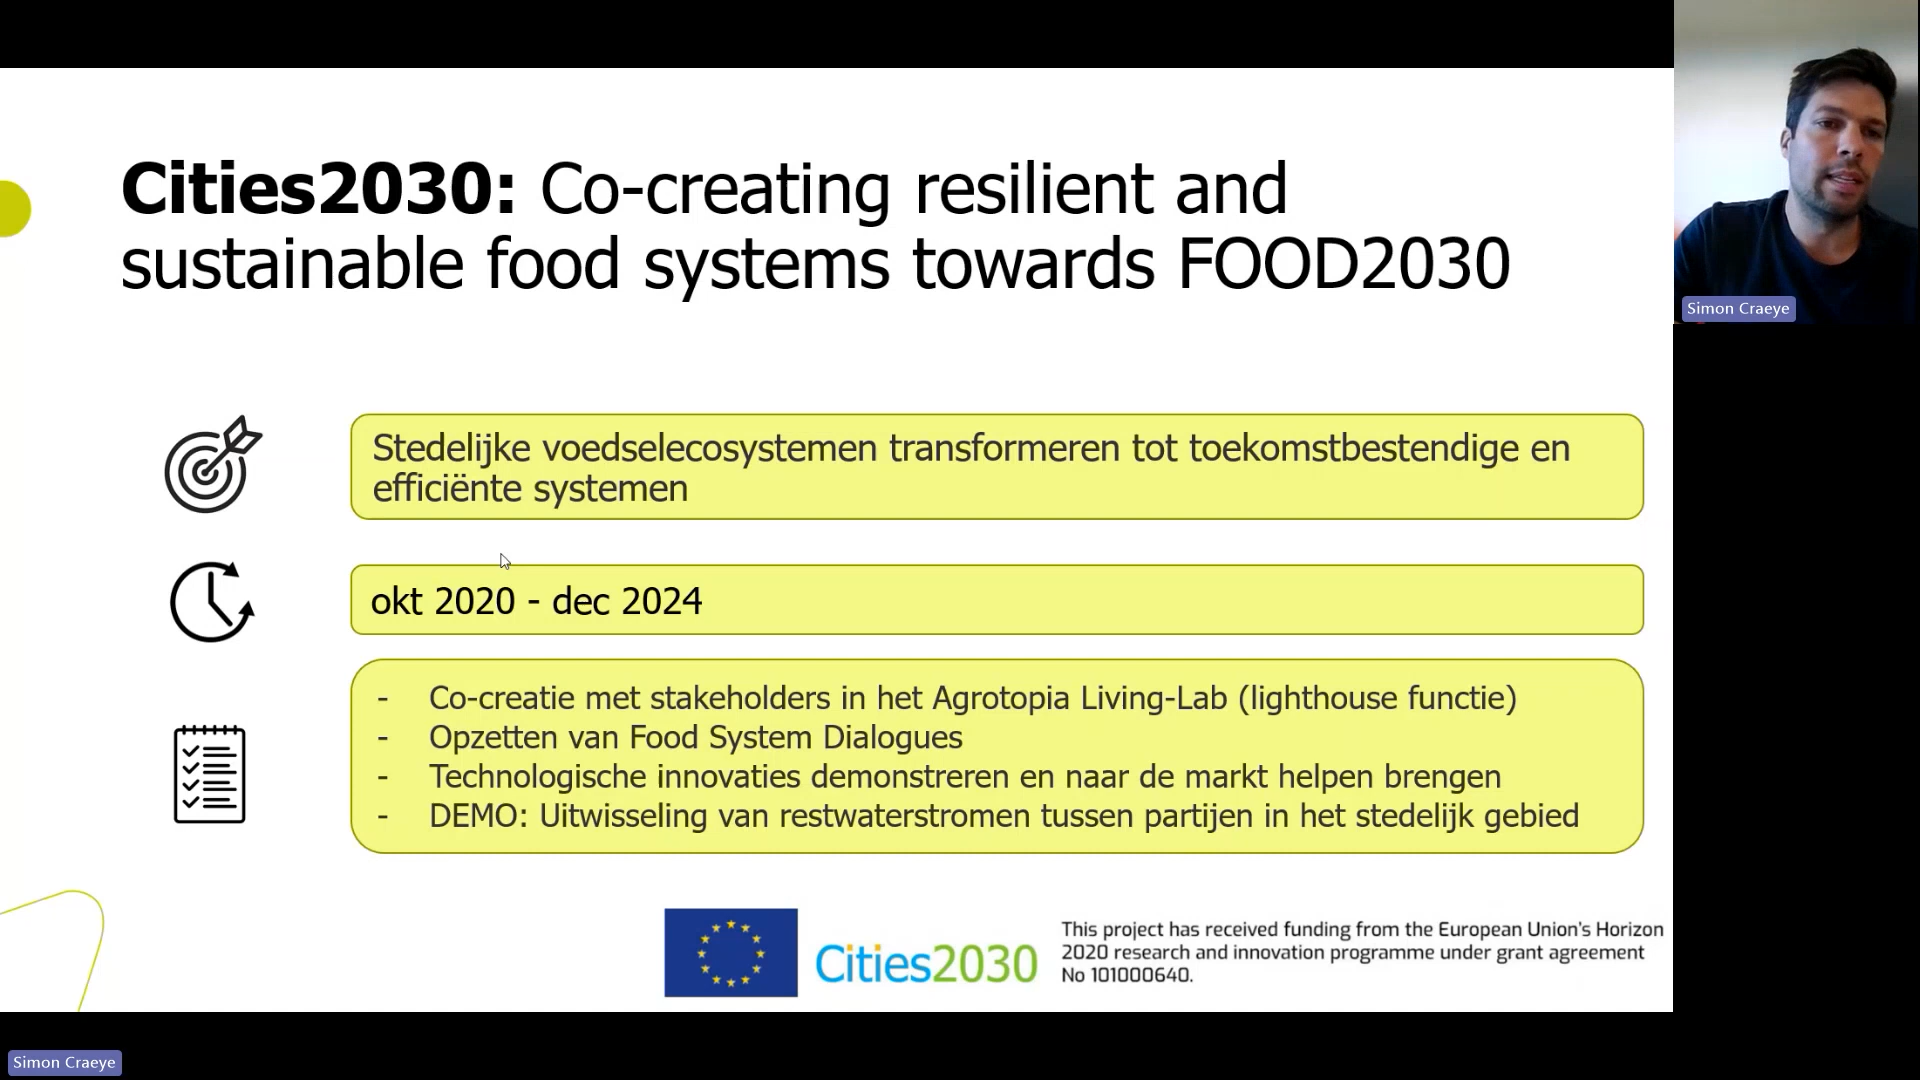 Cities2030: Co-creating resilient and
sustainable food systems towards FOOD2030
Simon Craeye
Stedelijke voedselecosystemen transformeren tot toekomstbestendige en
efficiënte systemen
okt 2020 - dec 2024
- Co-creatie met stakeholders in het Agrotopia Living-Lab (lighthouse functie)
- Opzetten van Food System Dialogues
- Technologische innovaties demonstreren en naar de markt helpen brengen
- DEMO: Uitwisseling van restwaterstromen tussen partijen in het stedelijk gebied
Cities2030
This project has received funding from the European Union's Horizon
2020 research and innovation programme under grant agreement
No 101000640.
Simon Craeye